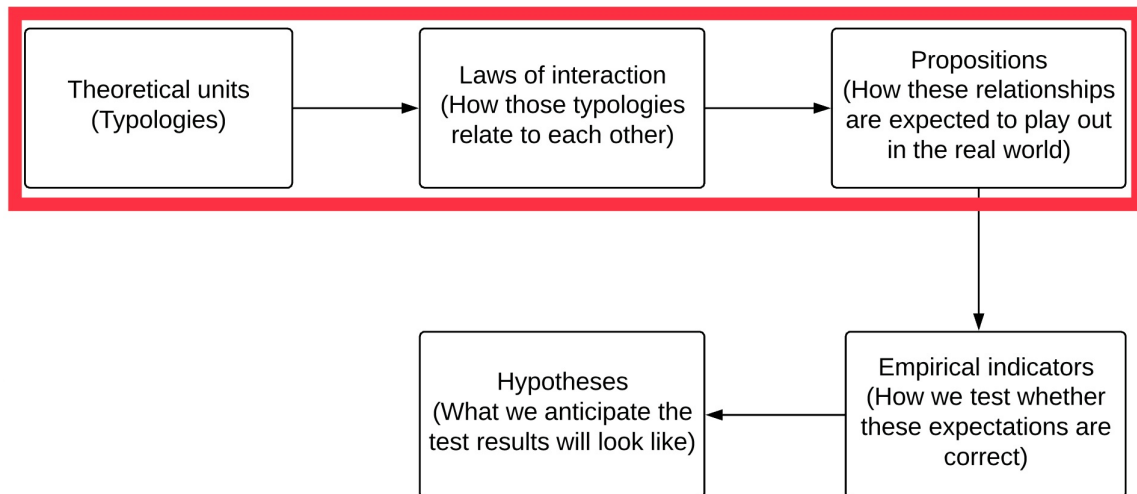 Theoretical units
(Typologies)
Laws of interaction
(How those typologies
relate to each other)
Propositions
(How these relationships
are expected to play out
in the real world)
Empirical indicators
(How we test whether
these expectations are
correct)
Hypotheses
(What we anticipate the
test results will look like)